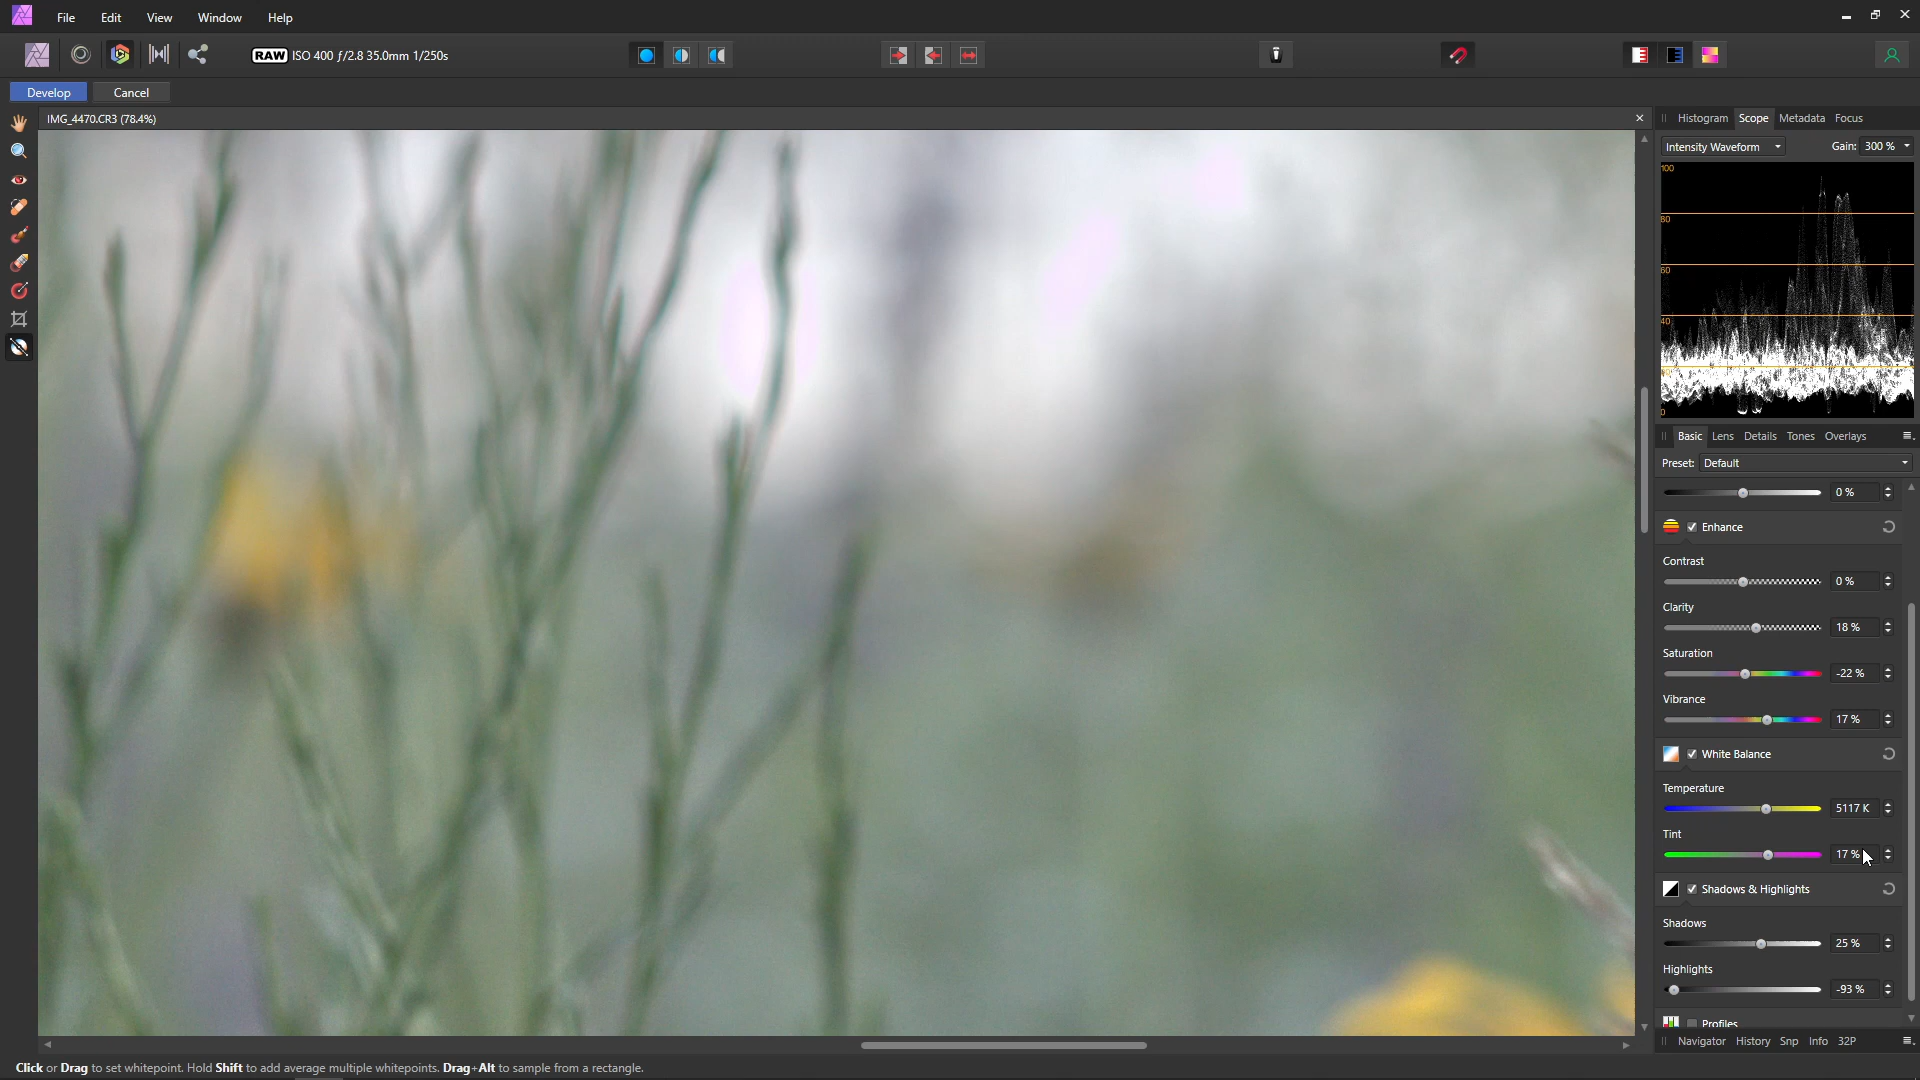 File Edit View Window Help
RAW ISO 400 ƒ/2.8 35.0mm 1/250s
Develop Cancel
IMG_4470.CR3 (78.4%)
Histogram Scope Metadata Focus
Intensity Waveform Gain: 300 %
100
80
60
40
20
0
Basic Lens Details Tones Overlays
Preset: Default
0 %
Enhance
Contrast
0 %
Clarity
18 %
Saturation
-22 %
Vibrance
17 %
White Balance
Temperature
5117 K
Tint
17 %
Shadows & Highlights
Shadows
25 %
Highlights
-93 %
Profiles
Navigator History Snp Info 32P
Click or Drag to set whitepoint. Hold Shift to add average multiple whitepoints. Drag+Alt to sample from a rectangle.